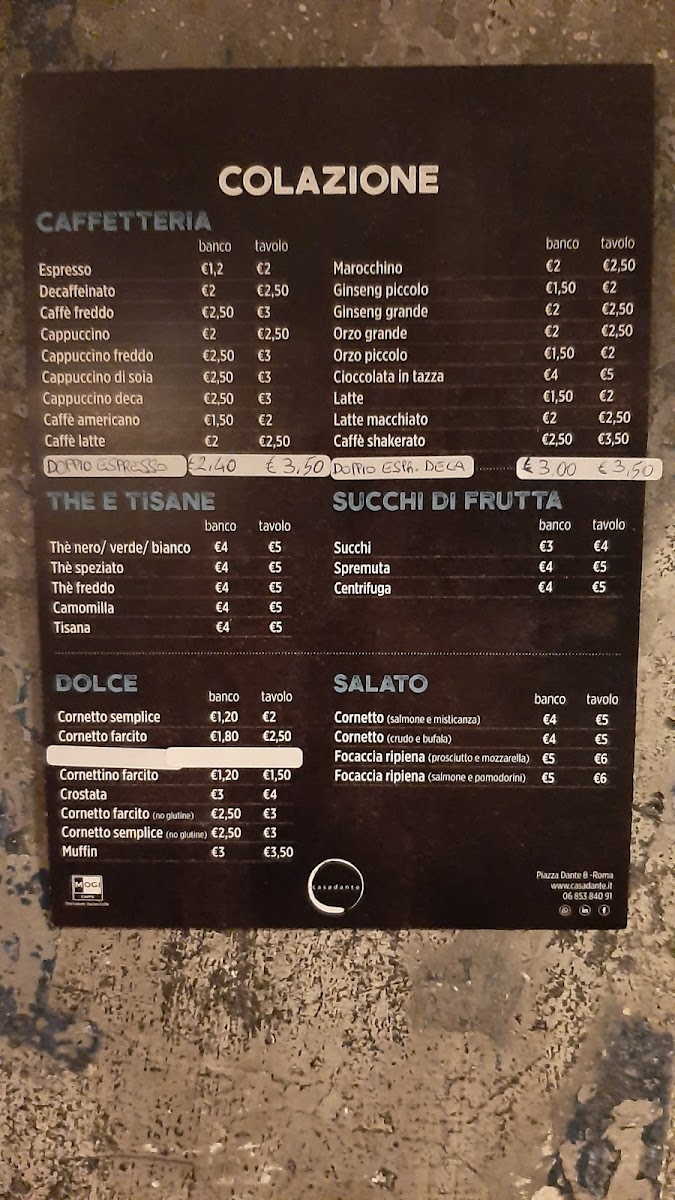 COLAZIONE
CAFFETTERIA
banco tavolo
Espresso €1,2 €2
Decaffeinato €2 €2,50
Caffè freddo €2,50 €3
Cappuccino €2 €2,50
Cappuccino freddo €2,50 €3
Cappuccino di soia €2,50 €3
Cappuccino deca €2,50 €3
Caffè americano €1,50 €2
Caffè latte €2 €2,50
DOPPIO ESPRESSO €2,40 €3,50
banco tavolo
Marocchino €2 €2,50
Ginseng piccolo €1,50 €2
Ginseng grande €2 €2,50
Orzo grande €2 €2,50
Orzo piccolo €1,50 €2
Cioccolata in tazza €4 €5
Latte €1,50 €2
Latte macchiato €2 €2,50
Caffè shakerato €2,50 €3,50
DOPPIO ESPR. DECA €3.00 €3,50
THE E TISANE
banco tavolo
Thè nero/ verde/ bianco €4 €5
Thè speziato €4 €5
Thè freddo €4 €5
Camomilla €4 €5
Tisana €4 €5
SUCCHI DI FRUTTA
banco tavolo
Succhi €3 €4
Spremuta €4 €5
Centrifuga €4 €5
DOLCE
banco tavolo
Cornetto semplice €1,20 €2
Cornetto farcito €1,80 €2,50
Cornettino farcito €1,20 €1,50
Crostata €3 €4
Cornetto farcito (no glutine) €2,50 €3
Cornetto semplice (no glutine) €2,50 €3
Muffin €3 €3,50
SALATO
banco tavolo
Cornetto (salmone e misticanza) €4 €5
Cornetto (crudo e bufala) €4 €5
Focaccia ripiena (prosciutto e mozzarella) €5 €6
Focaccia ripiena (salmone e pomodorini) €5 €6
MOGI
CAFFÈ
casadante
Piazza Dante 8 -Roma
www.casadante.it
06 853 840 91